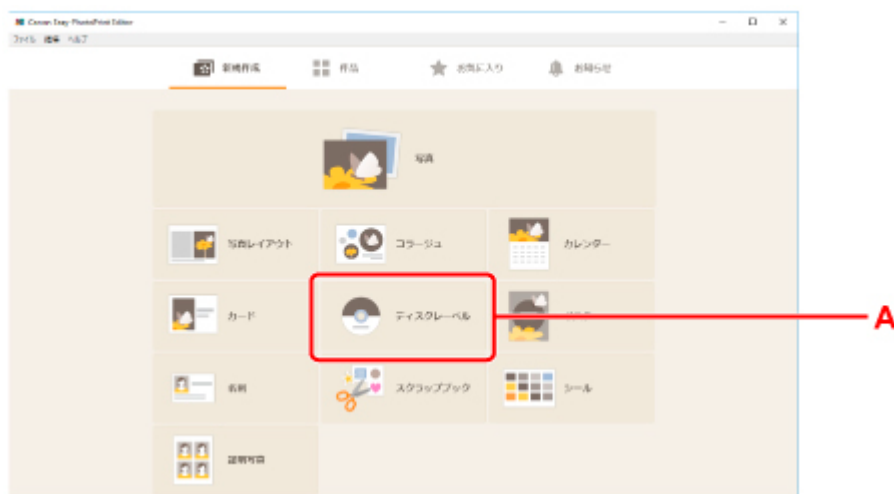 Canon Easy-PhotoPrint Editor
ファイル 編集 ヘルプ
新規作成 作品 お気に入り お知らせ
写真
写真レイアウト コラージュ カレンダー
カード ディスクレーベル
A
名刺 スクラップブック シール
証明写真